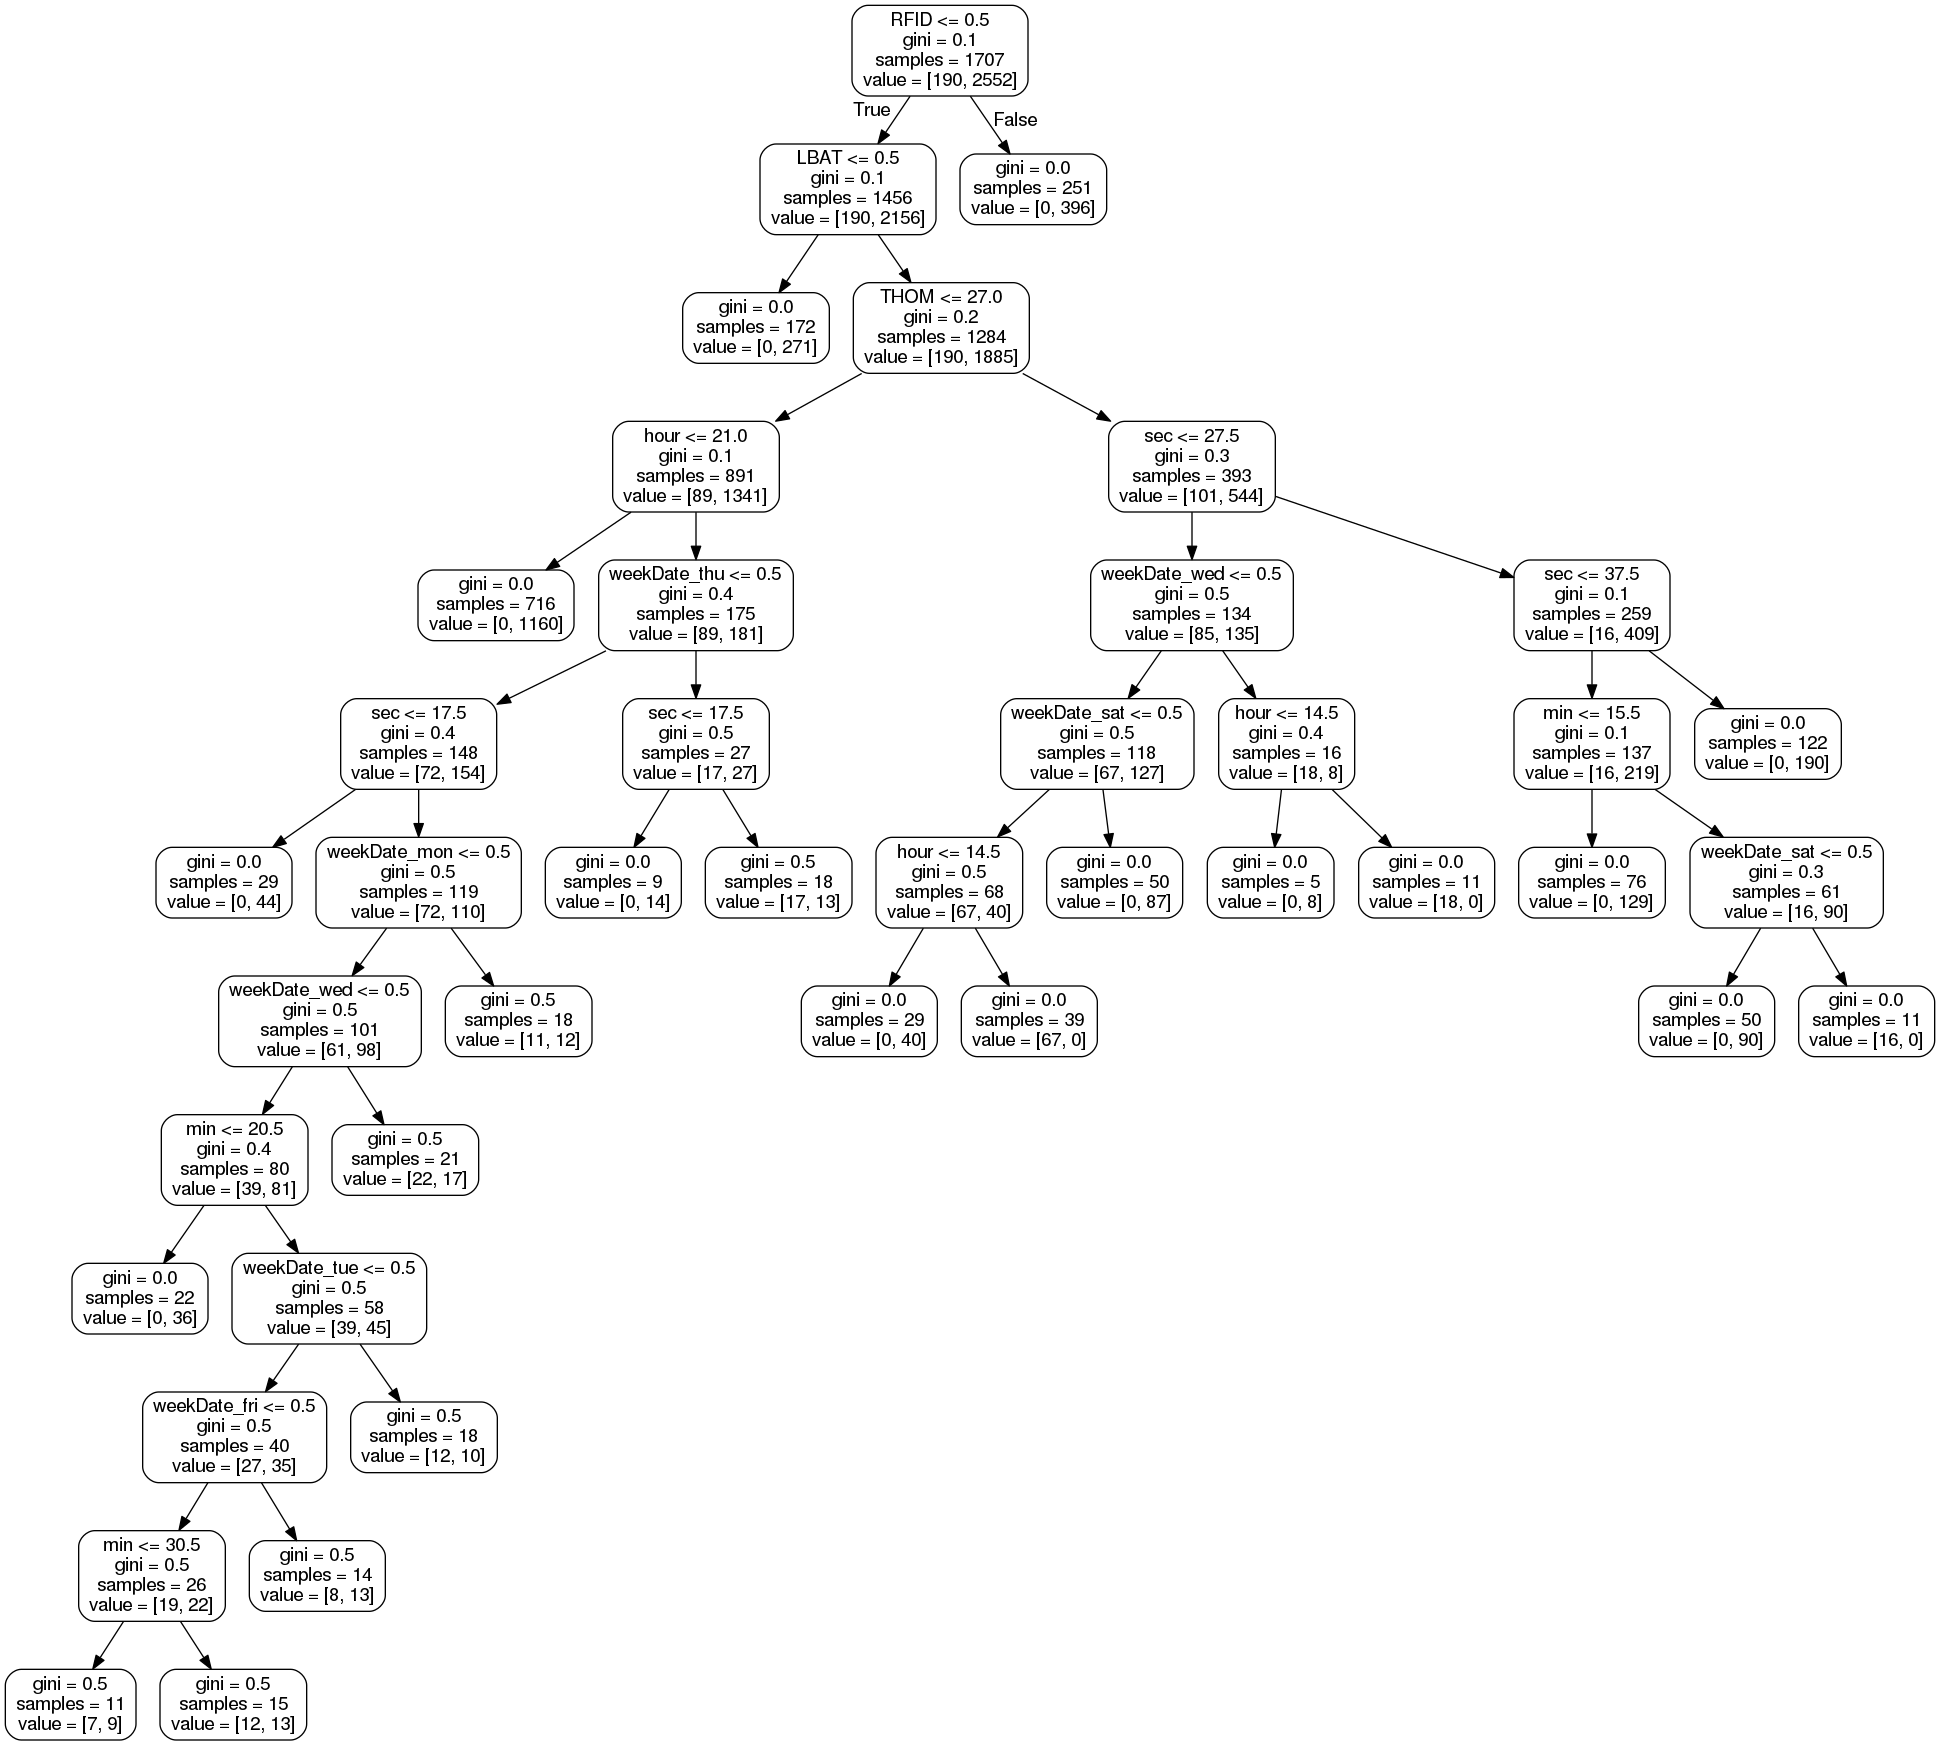 RFID <= 0.5
gini = 0.1
samples = 1707
value = [190, 2552]
True
False
LBAT <= 0.5
gini = 0.1
samples = 1456
value = [190, 2156]
gini = 0.0
samples = 251
value = [0, 396]
gini = 0.0
samples = 172
value = [0, 271]
THOM <= 27.0
gini = 0.2
samples = 1284
value = [190, 1885]
hour <= 21.0
gini = 0.1
samples = 891
value = [89, 1341]
sec <= 27.5
gini = 0.3
samples = 393
value = [101, 544]
gini = 0.0
samples = 716
value = [0, 1160]
weekDate_thu <= 0.5
gini = 0.4
samples = 175
value = [89, 181]
weekDate_wed <= 0.5
gini = 0.5
samples = 134
value = [85, 135]
sec <= 37.5
gini = 0.1
samples = 259
value = [16, 409]
sec <= 17.5
gini = 0.4
samples = 148
value = [72, 154]
sec <= 17.5
gini = 0.5
samples = 27
value = [17, 27]
weekDate_sat <= 0.5
gini = 0.5
samples = 118
value = [67, 127]
hour <= 14.5
gini = 0.4
samples = 16
value = [18, 8]
min <= 15.5
gini = 0.1
samples = 137
value = [16, 219]
gini = 0.0
samples = 122
value = [0, 190]
gini = 0.0
samples = 29
value = [0, 44]
weekDate_mon <= 0.5
gini = 0.5
samples = 119
value = [72, 110]
gini = 0.0
samples = 9
value = [0, 14]
gini = 0.5
samples = 18
value = [17, 13]
hour <= 14.5
gini = 0.5
samples = 68
value = [67, 40]
gini = 0.0
samples = 50
value = [0, 87]
gini = 0.0
samples = 5
value = [0, 8]
gini = 0.0
samples = 11
value = [18, 0]
gini = 0.0
samples = 76
value = [0, 129]
weekDate_sat <= 0.5
gini = 0.3
samples = 61
value = [16, 90]
weekDate_wed <= 0.5
gini = 0.5
samples = 101
value = [61, 98]
gini = 0.5
samples = 18
value = [11, 12]
gini = 0.0
samples = 29
value = [0, 40]
gini = 0.0
samples = 39
value = [67, 0]
gini = 0.0
samples = 50
value = [0, 90]
gini = 0.0
samples = 11
value = [16, 0]
min <= 20.5
gini = 0.4
samples = 80
value = [39, 81]
gini = 0.5
samples = 21
value = [22, 17]
gini = 0.0
samples = 22
value = [0, 36]
weekDate_tue <= 0.5
gini = 0.5
samples = 58
value = [39, 45]
weekDate_fri <= 0.5
gini = 0.5
samples = 40
value = [27, 35]
gini = 0.5
samples = 18
value = [12, 10]
min <= 30.5
gini = 0.5
samples = 26
value = [19, 22]
gini = 0.5
samples = 14
value = [8, 13]
gini = 0.5
samples = 11
value = [7, 9]
gini = 0.5
samples = 15
value = [12, 13]